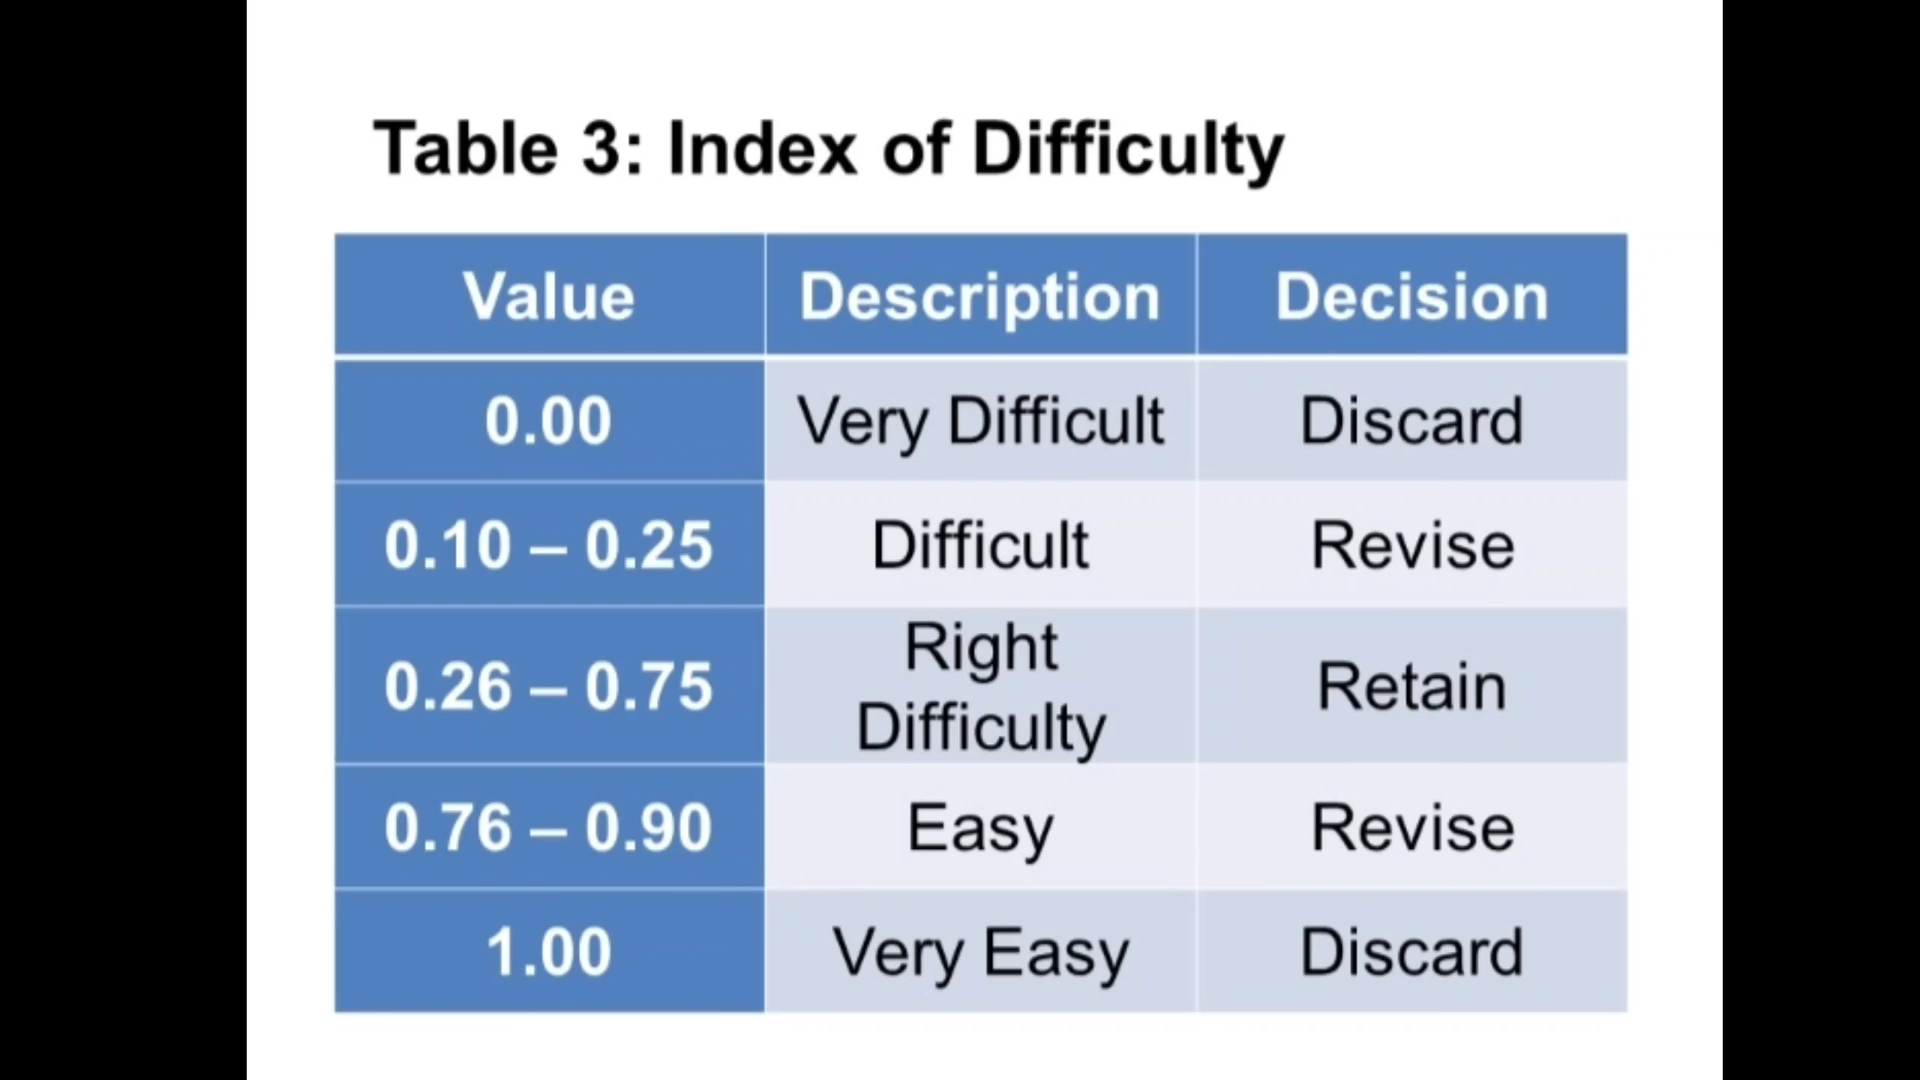 Table 3: Index of Difficulty
Value Description Decision
0.00 Very Difficult Discard
0.10 – 0.25 Difficult Revise
0.26 – 0.75 Right Difficulty Retain
0.76 – 0.90 Easy Revise
1.00 Very Easy Discard